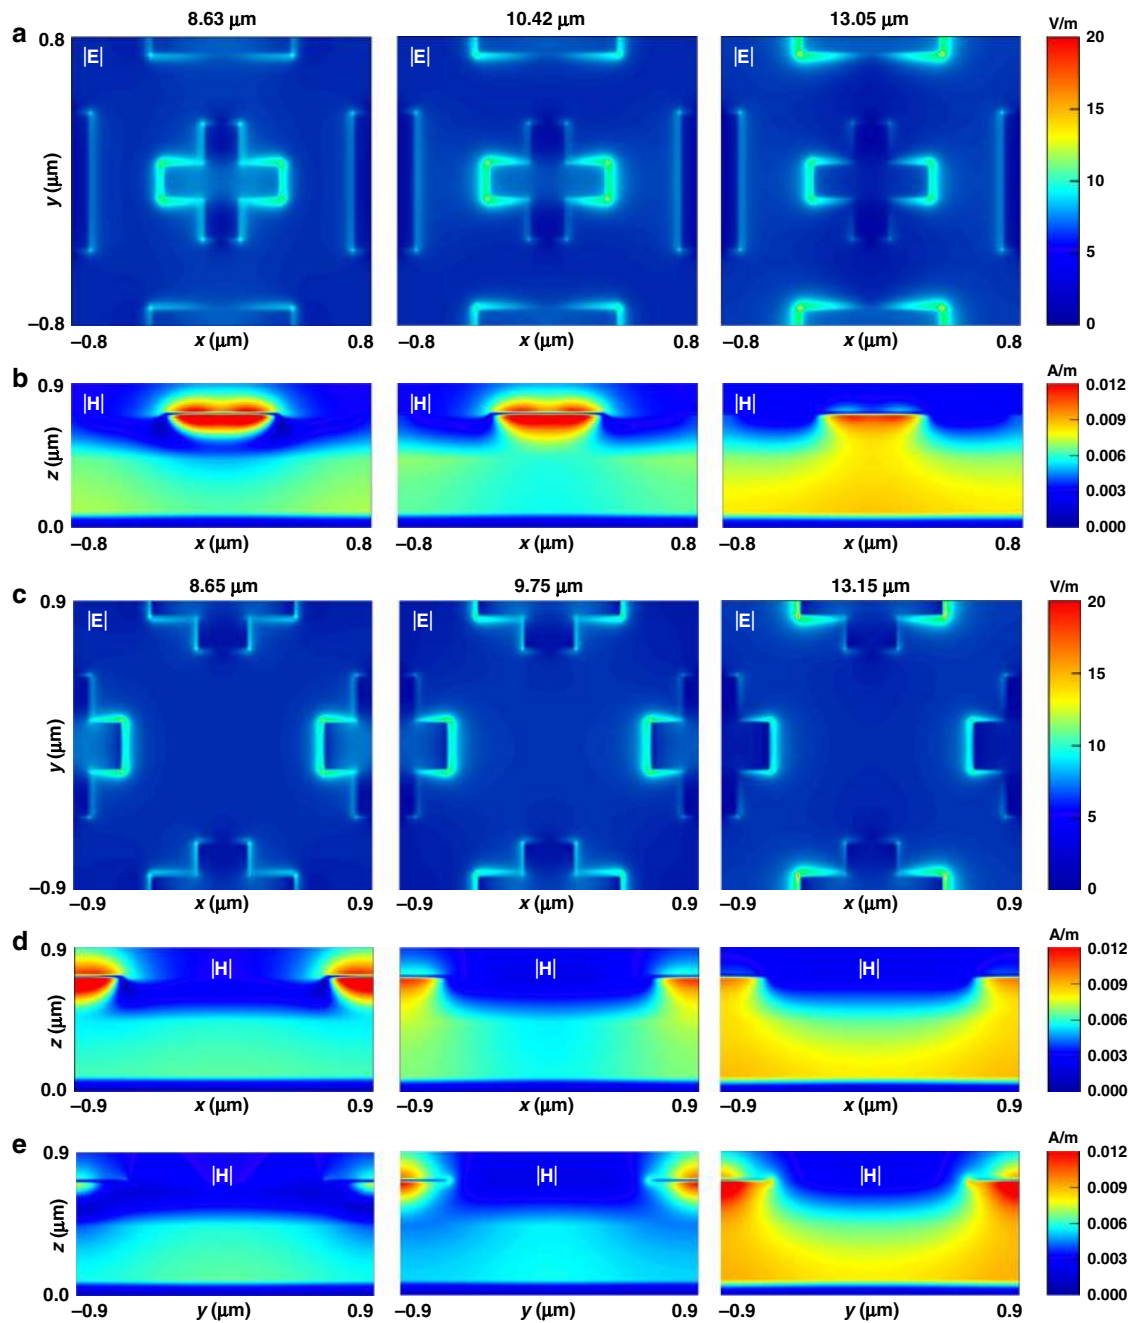 8.63 μm 10.42 μm 13.05 μm V/m
a 0.8 |E| |E| |E| 20
15
y (μm) 10
5
–0.8 0
–0.8 x (μm) 0.8 –0.8 x (μm) 0.8 –0.8 x (μm) 0.8
b A/m
0.9 |H| |H| |H| 0.012
0.009
z (μm) 0.006
0.003
0.0 0.000
–0.8 x (μm) 0.8 –0.8 x (μm) 0.8 –0.8 x (μm) 0.8
8.65 μm 9.75 μm 13.15 μm V/m
c 0.9 |E| |E| |E| 20
15
y (μm) 10
5
–0.9 0
–0.9 x (μm) 0.9 –0.9 x (μm) 0.9 –0.9 x (μm) 0.9
d A/m
0.9 |H| |H| |H| 0.012
0.009
z (μm) 0.006
0.003
0.0 0.000
–0.9 x (μm) 0.9 –0.9 x (μm) 0.9 –0.9 x (μm) 0.9
e A/m
0.9 |H| |H| |H| 0.012
0.009
z (μm) 0.006
0.003
0.0 0.000
–0.9 y (μm) 0.9 –0.9 y (μm) 0.9 –0.9 y (μm) 0.9